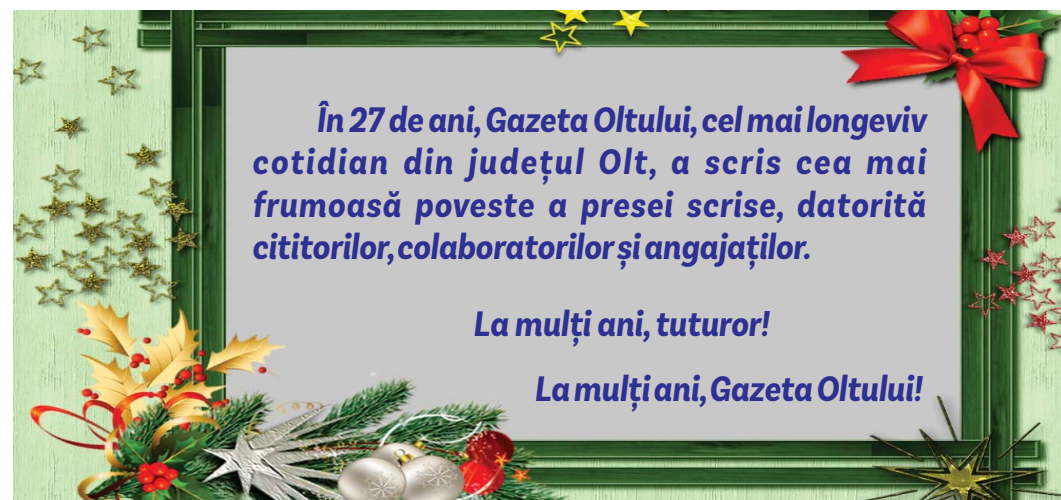 În 27 de ani, Gazeta Oltului, cel mai longeviv
cotidian din județul Olt, a scris cea mai
frumoasă poveste a presei scrise, datorită
cititorilor, colaboratorilor și angajaților.
La mulți ani, tuturor!
La mulți ani, Gazeta Oltului!